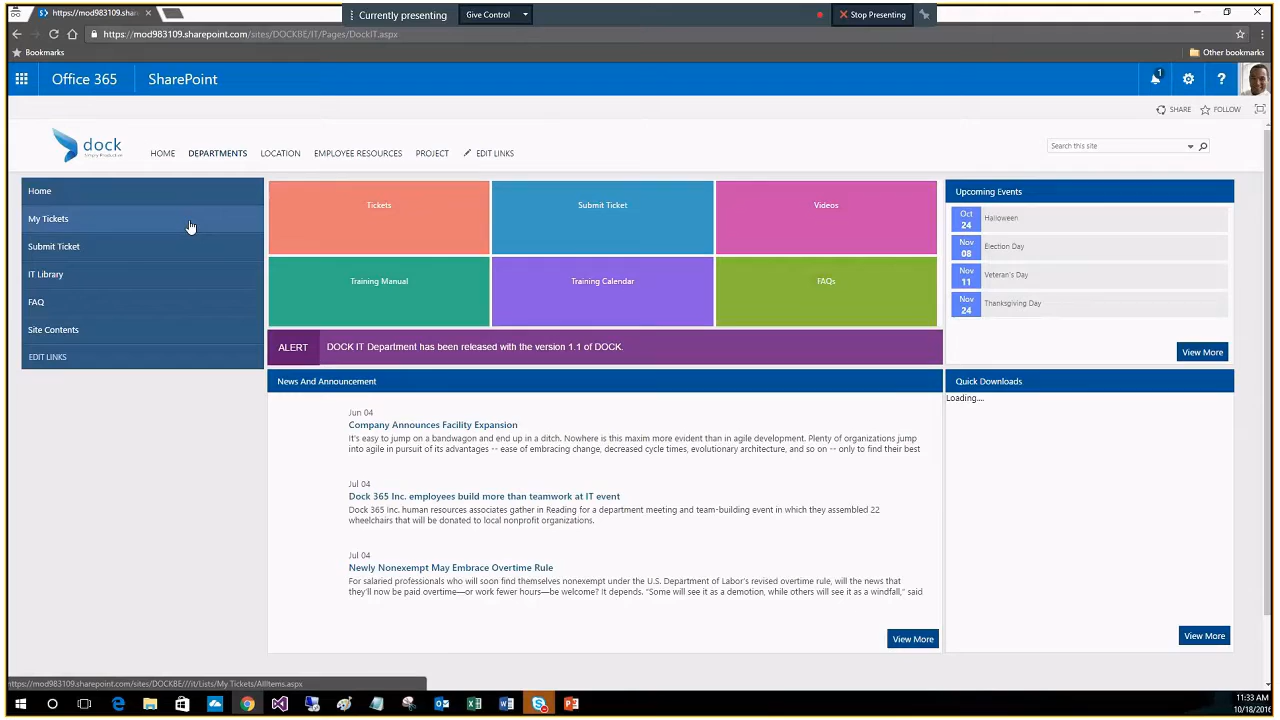 https://mod983109.sharepoint.com
Currently presenting
Give Control
Stop Presenting
https://mod983109.sharepoint.com/sites/DOCKBE/IT/Pages/DockIT.aspx
Bookmarks
Other bookmarks
Office 365
SharePoint
1
?
SHARE
FOLLOW
dock
HOME
DEPARTMENTS
LOCATION
EMPLOYEE RESOURCES
PROJECT
EDIT LINKS
Search this site
Home
My Tickets
Submit Ticket
IT Library
FAQ
Site Contents
EDIT LINKS
Tickets
Submit Ticket
Videos
Training Manual
Training Calendar
FAQs
ALERT
DOCK IT Department has been released with the version 1.1 of DOCK.
News And Announcement
Jun 04
Company Announces Facility Expansion
It's easy to jump on a bandwagon and end up in a ditch. Nowhere is this maxim more evident than in agile development. Plenty of organizations jump
into agile in pursuit of its advantages -- ease of embracing change, decreased cycle times, evolutionary architecture, and so on -- only to find their best
Jul 04
Dock 365 Inc. employees build more than teamwork at IT event
Dock 365 Inc. human resources associates gather in Reading for a department meeting and team-building event in which they assembled 22
wheelchairs that will be donated to local nonprofit organizations.
Jul 04
Newly Nonexempt May Embrace Overtime Rule
For salaried professionals who will soon find themselves nonexempt under the U.S. Department of Labor's revised overtime rule, will the news that
they'll now be paid overtime—or work fewer hours—be welcome? It depends. "Some will see it as a demotion, while others will see it as a windfall," said
View More
Upcoming Events
Oct
24
Halloween
Nov
08
Election Day
Nov
11
Veteran's Day
Nov
24
Thanksgiving Day
View More
Quick Downloads
Loading....
View More
https://mod983109.sharepoint.com/sites/DOCKBE///it/Lists/My Tickets/AllItems.aspx
11:33 AM
10/18/2016